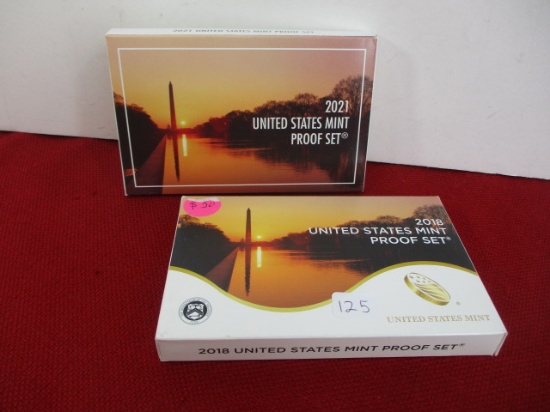 2021 UNITED STATES MINT PROOF SET
2021
UNITED STATES MINT
PROOF SET®
2018
UNITED STATES MINT
PROOF SET®
125
UNITED STATES MINT
2018 UNITED STATES MINT PROOF SET®